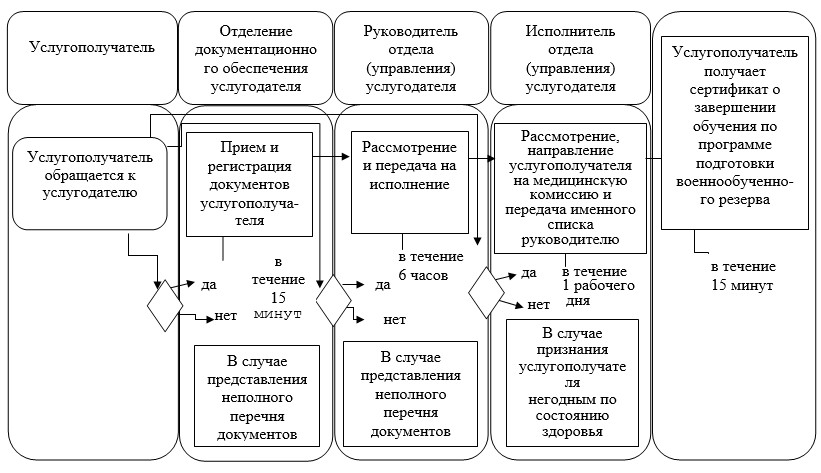 Услугополучатель
Отделение
документационно
го обеспечения
услугодателя
Руководитель
отдела
(управления)
услугодателя
Исполнитель
отдела
(управления)
услугодателя
Услугополучатель
получает
сертификат о
завершении
обучения по
программе
подготовки
военнообученно-
го резерва
Услугополучатель
обращается к
услугодателю
Прием и
регистрация
документов
услугополуча-
теля
Рассмотрение
и передача на
исполнение
Рассмотрение,
направление
услугополучателя
на медицинскую
комиссию и
передача именного
списка
руководителю
в
течение
15
минут
в течение
6 часов
в течение
1 рабочего
дня
в течение
15 минут
да
нет
да
нет
да
нет
В случае
представления
неполного
перечня
документов
В случае
представления
неполного
перечня
документов
В случае
признания
услугополучате
ля
негодным по
состоянию
здоровья